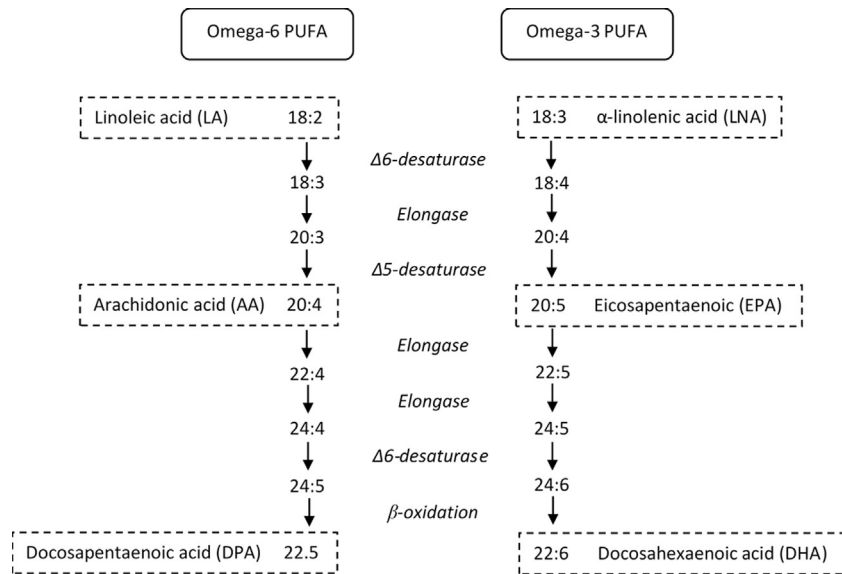 Omega-6 PUFA Omega-3 PUFA
Linoleic acid (LA) 18:2 18:3 α-linolenic acid (LNA)
Δ6-desaturase
18:3 18:4
Elongase
20:3 20:4
Δ5-desaturase
Arachidonic acid (AA) 20:4 20:5 Eicosapentaenoic (EPA)
Elongase
22:4 22:5
Elongase
24:4 24:5
Δ6-desaturase
24:5 24:6
β-oxidation
Docosapentaenoic acid (DPA) 22.5 22:6 Docosahexaenoic acid (DHA)